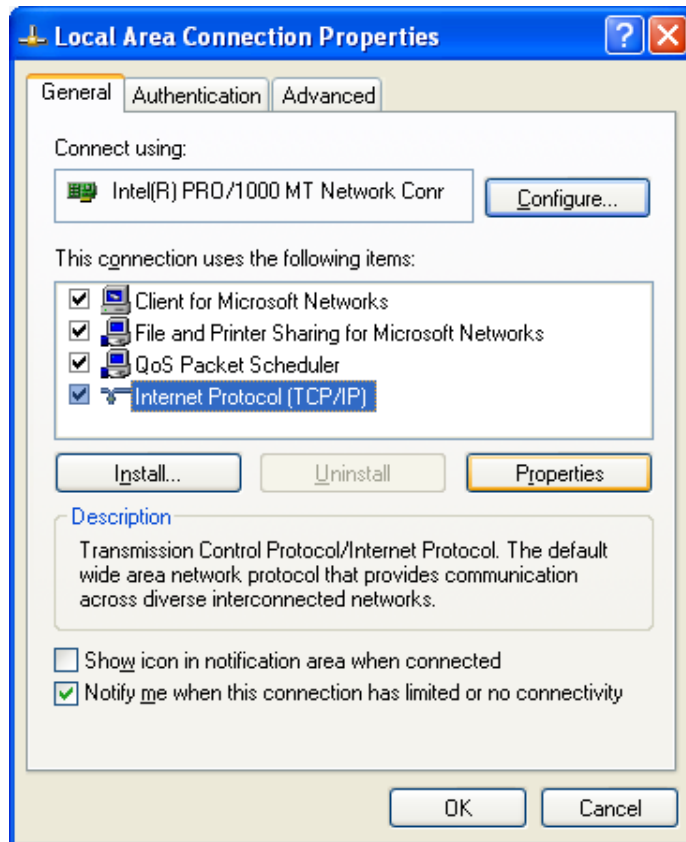 Local Area Connection Properties
General
Authentication
Advanced
Connect using:
Intel(R) PRO/1000 MT Network Conr
Configure...
This connection uses the following items:
Client for Microsoft Networks
File and Printer Sharing for Microsoft Networks
QoS Packet Scheduler
Internet Protocol (TCP/IP)
Install...
Uninstall
Properties
Description
Transmission Control Protocol/Internet Protocol. The default
wide area network protocol that provides communication
across diverse interconnected networks.
Show icon in notification area when connected
Notify me when this connection has limited or no connectivity
OK
Cancel